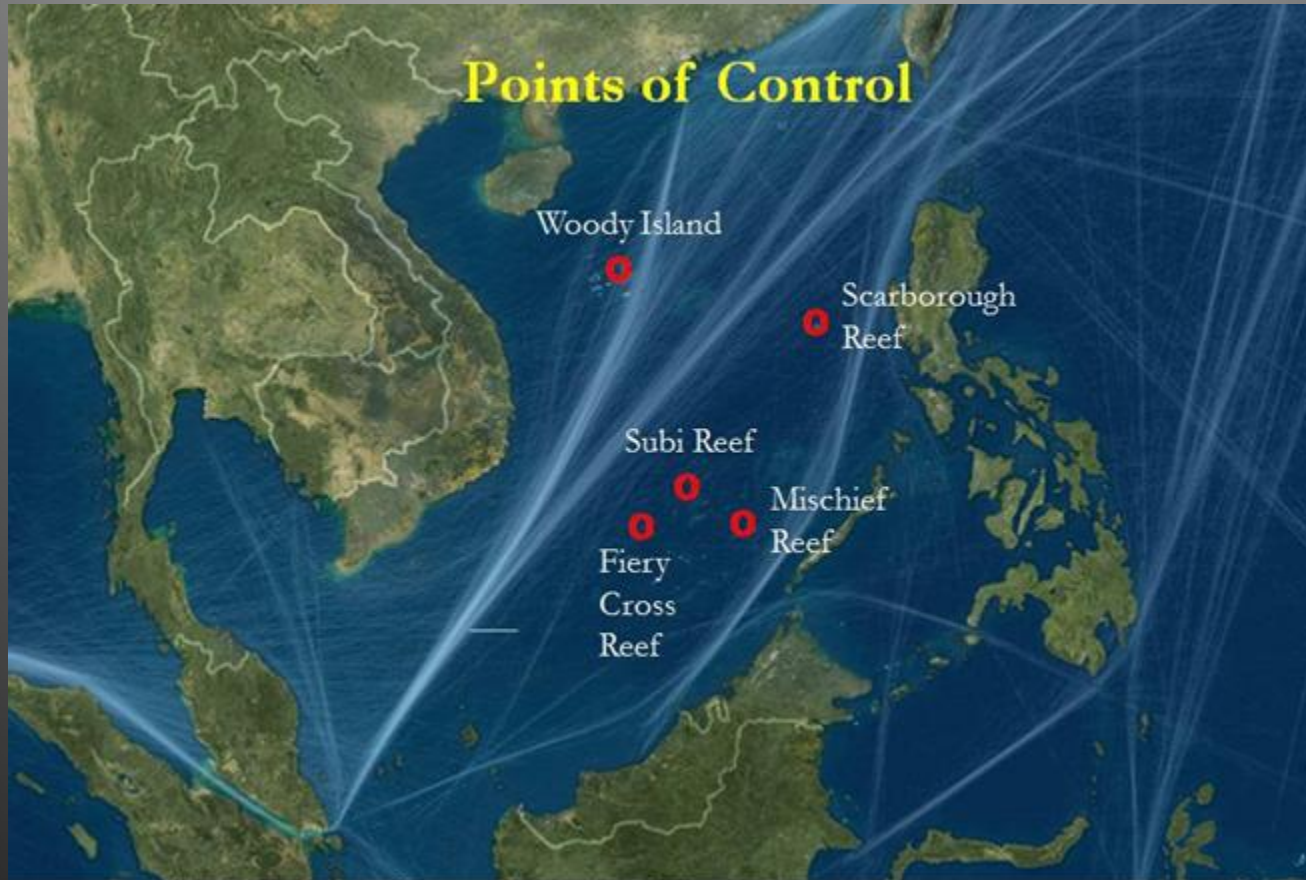 Points of Control
Woody Island
Scarborough
Reef
Subi Reef
Mischief
Reef
Fiery
Cross
Reef